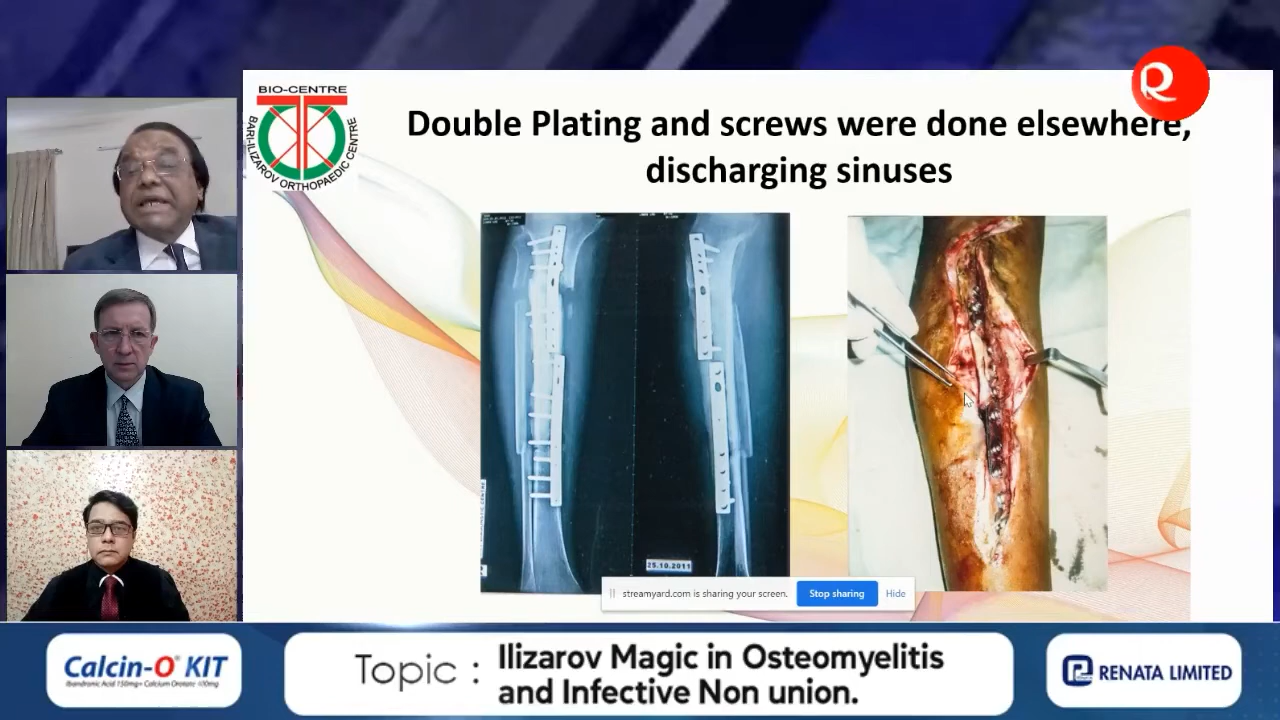 BIO-CENTRE
BARI-ILIZAROV ORTHOPAEDIC CENTRE
Double Plating and screws were done elsewhere,
discharging sinuses
25.10.2011
streamyard.com is sharing your screen.
Stop sharing
Hide
Calcin-O® KIT
Ibandronic Acid 150mg+ Calcium Orotate 400mg
Topic :
Ilizarov Magic in Osteomyelitis
and Infective Non union.
RENATA LIMITED